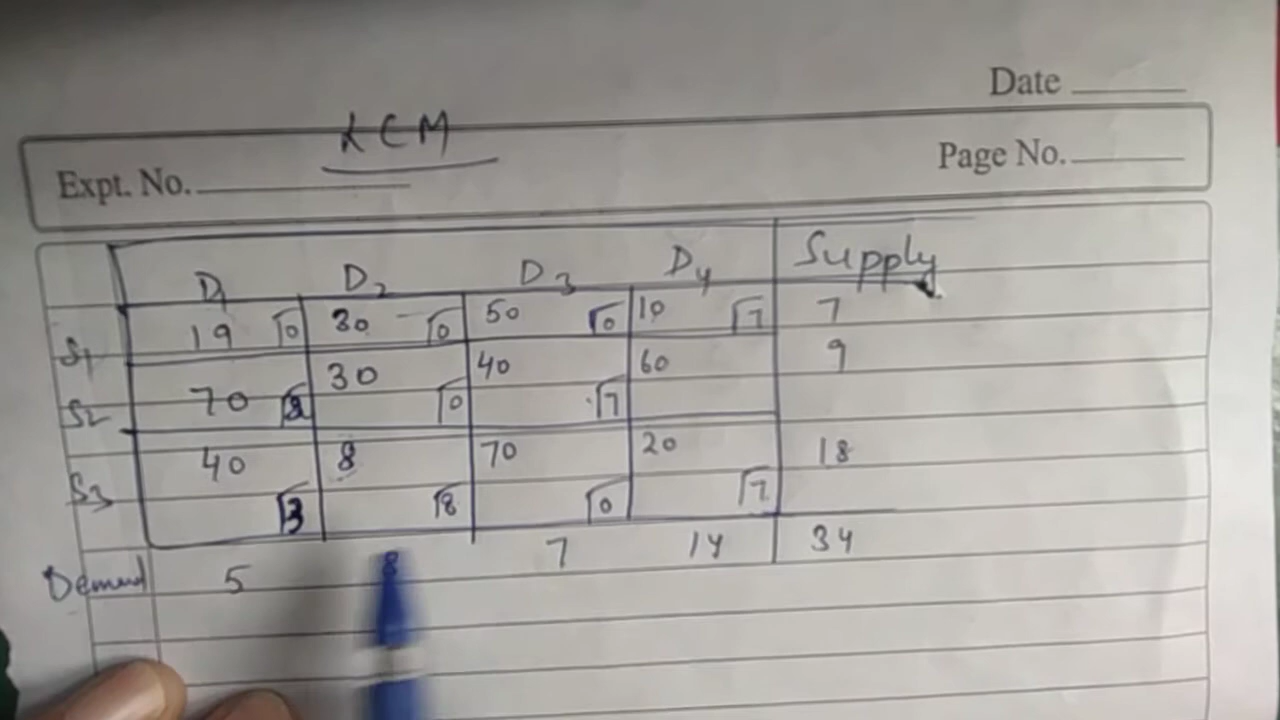 Date
LCM
Expt. No.
Page No.
D1 D2 D3 D4 Supply
S1 19 0 30 0 50 0 10 7 7
S2 70 30 0 40 7 60 9
S3 40 3 8 8 70 0 20 7 18
Demand 5 8 7 14 34